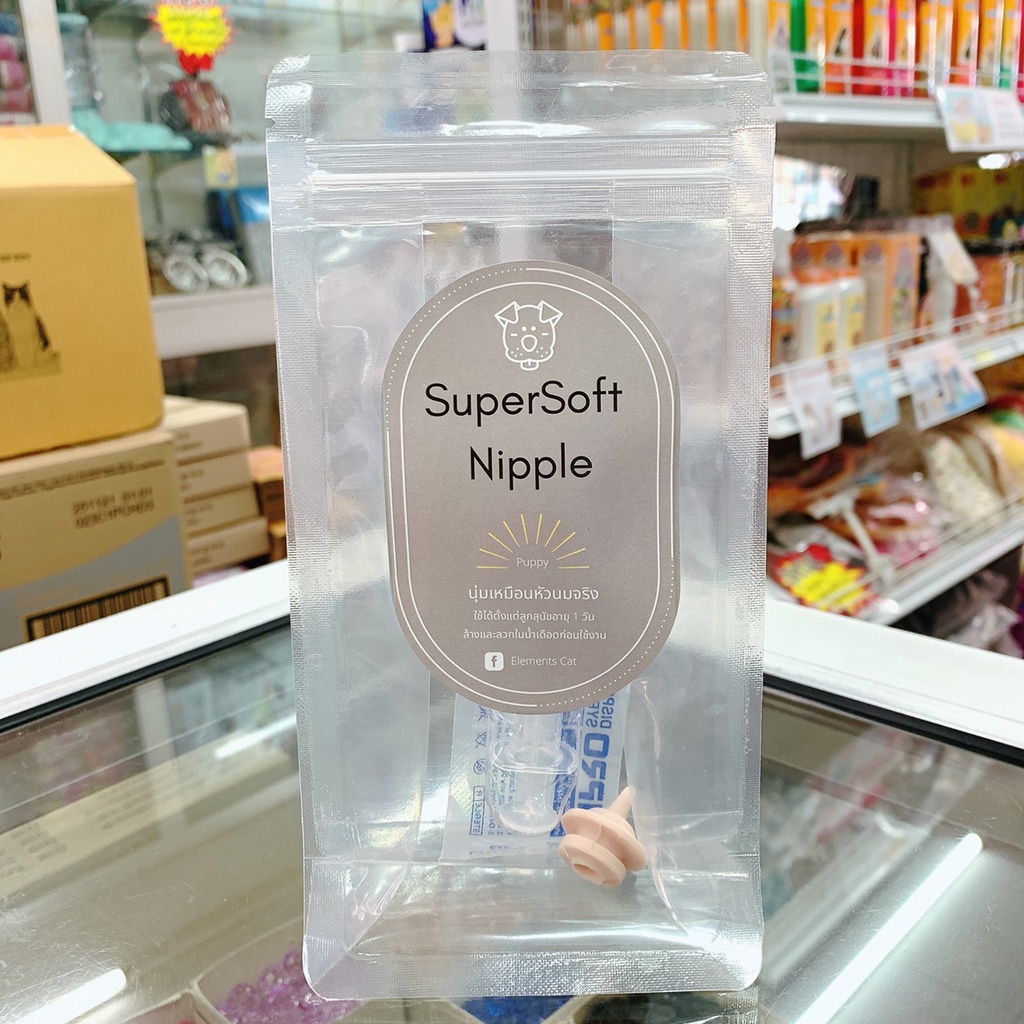 SuperSoft
Nipple
Puppy
นุ่มเหมือนหัวนมจริง
ใช้ได้ตั้งแต่ลูกสุนัขอายุ 1 วัน
ล้างและลวกในน้ำเดือดก่อนใช้งาน
f Elements Cat